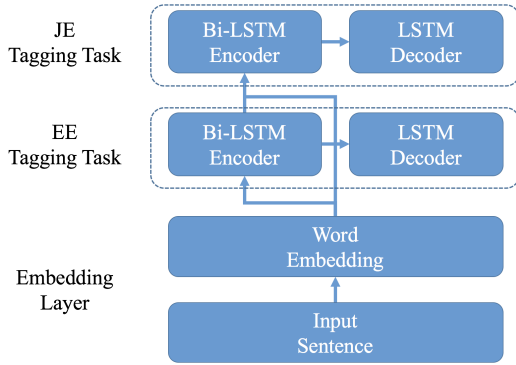 JE
Tagging Task
Bi-LSTM
Encoder
LSTM
Decoder
EE
Tagging Task
Bi-LSTM
Encoder
LSTM
Decoder
Embedding
Layer
Word
Embedding
Input
Sentence